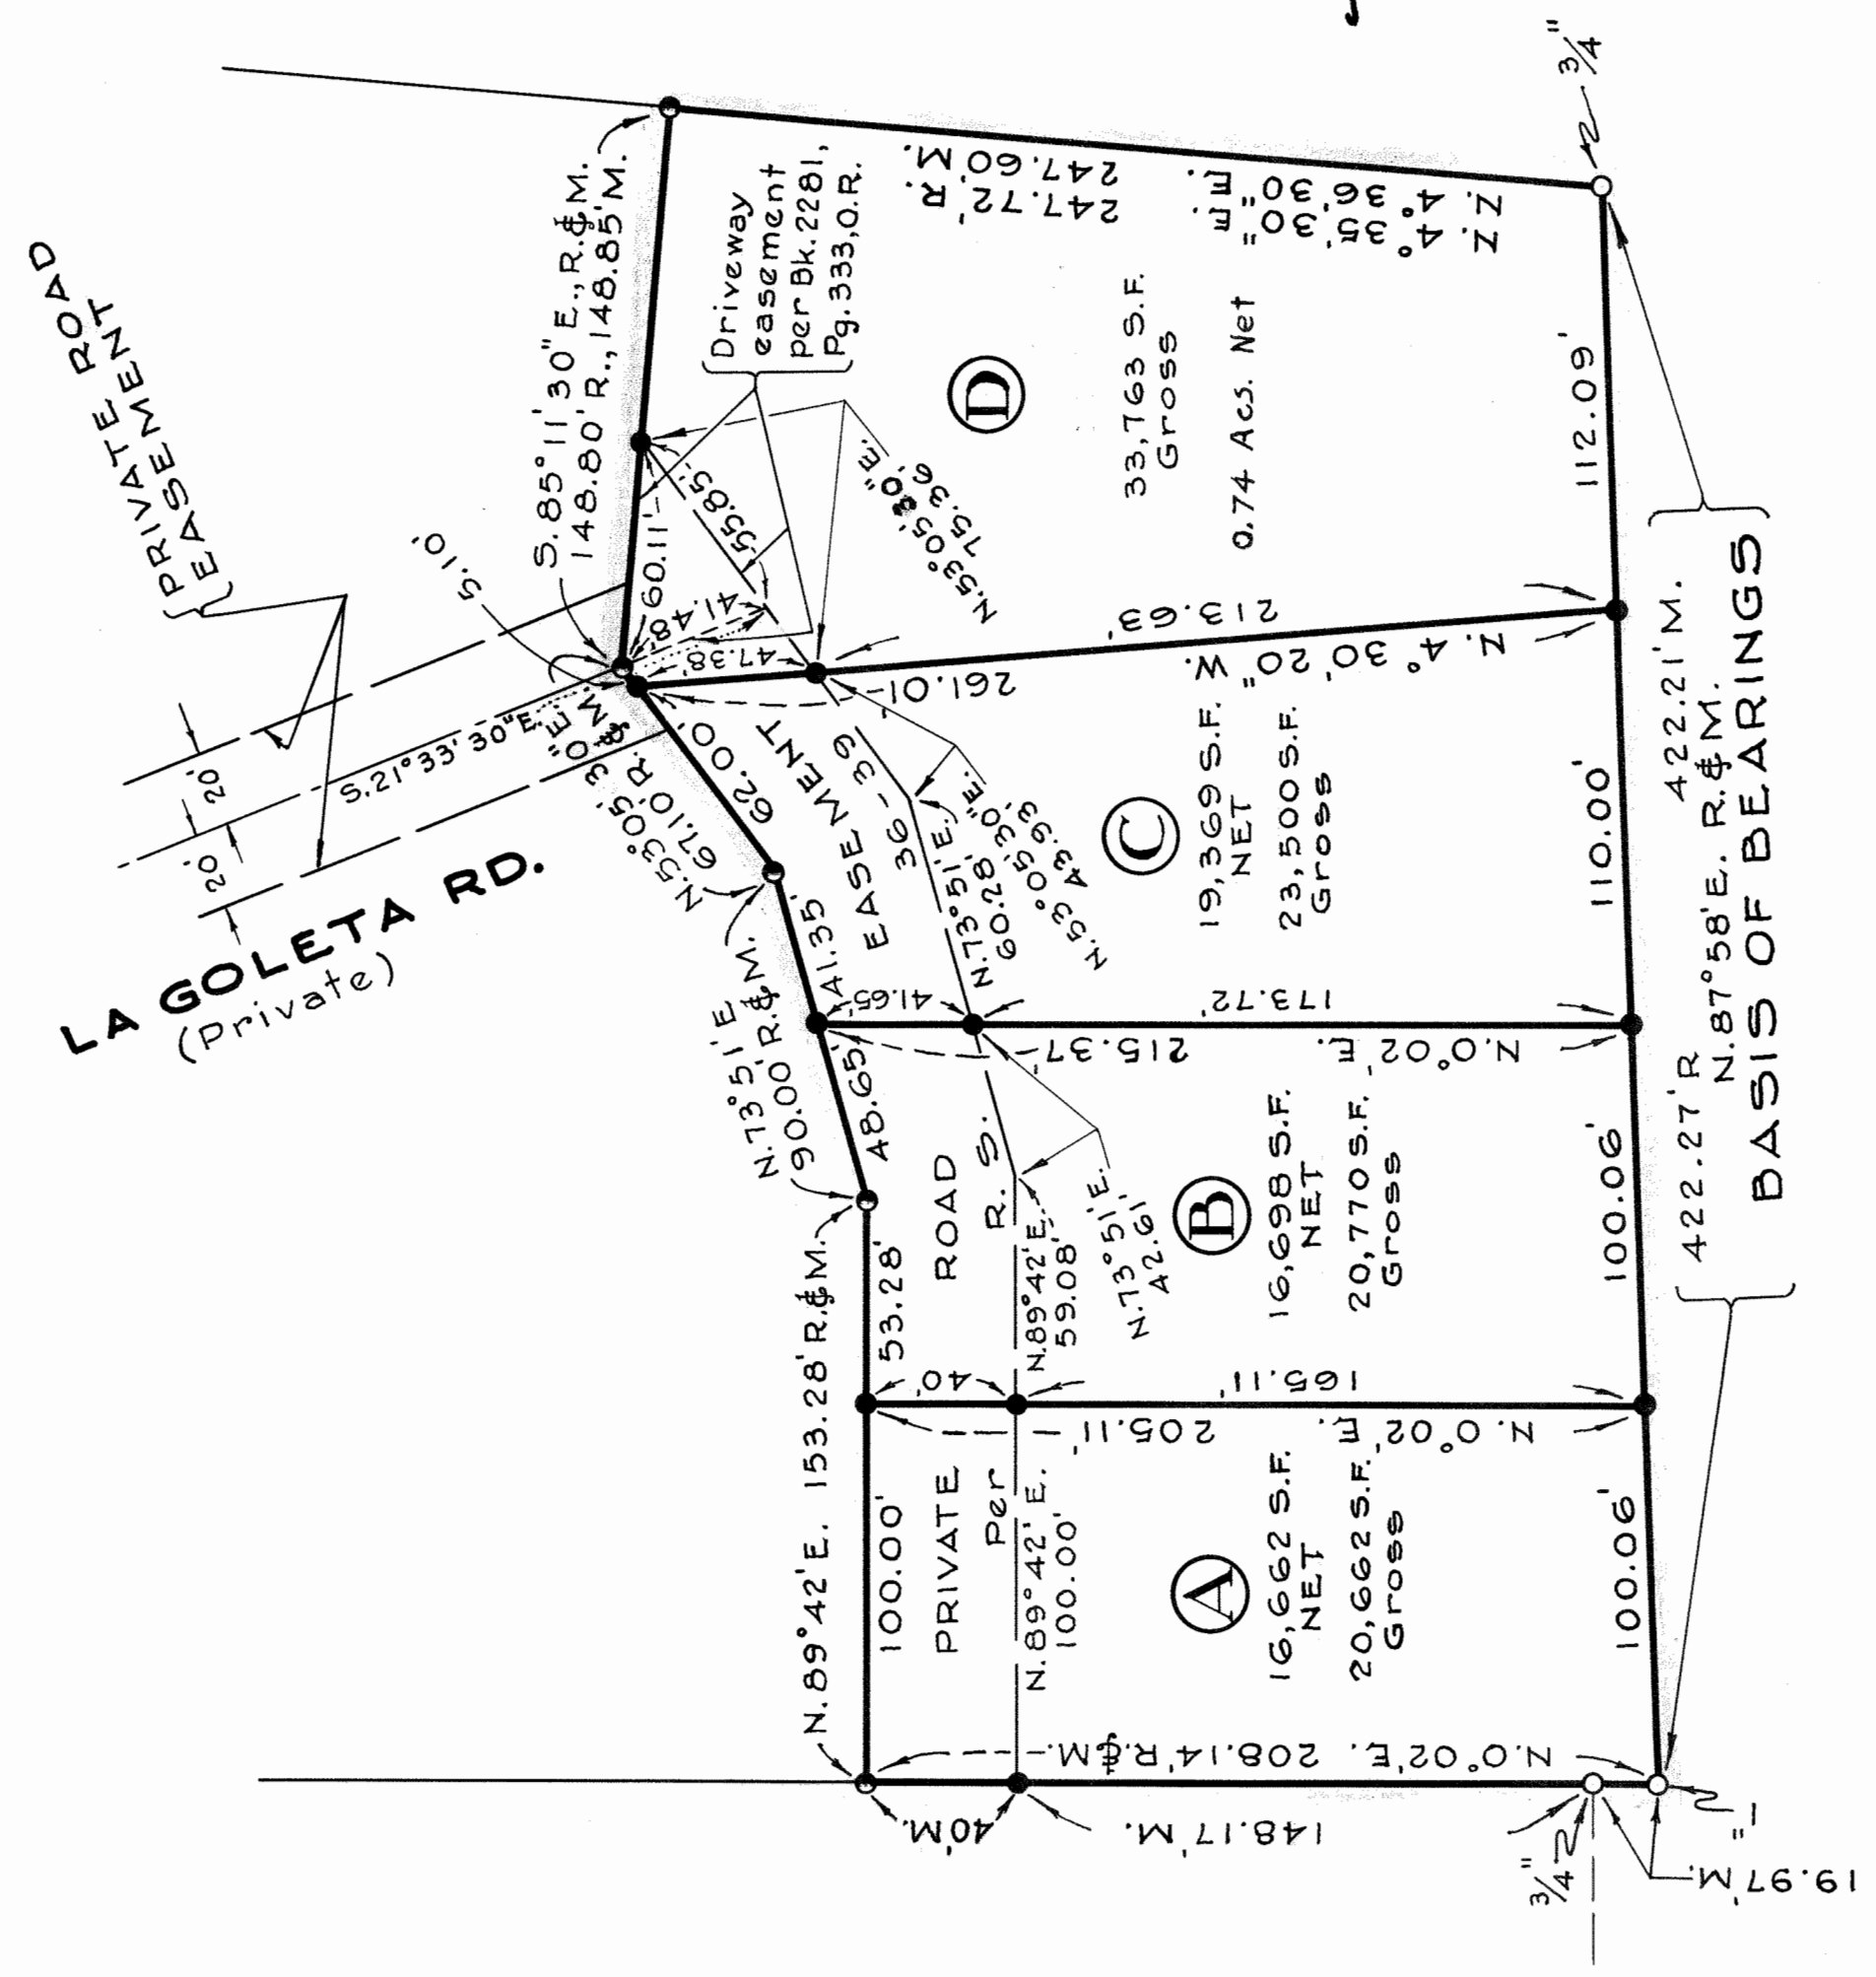 PRIVATE ROAD
EASEMENT
20'
20'
S.21°33'30"E.
LA GOLETA RD.
(Private)
5.10'
S.85°11'30"E.,R.&M.
148.80'R.,148.85'M.
60.11'
Driveway
easement
per Bk.2281,
Pg.333,O.R.
55.85'
41.48'
47.38'
N.53°05'30"E.
75.36'
N.53°05'30"E.
67.10'R.&M.
62.00'
N.73°51'E
90.00'R.&M.
41.35'
48.65'
N.89°42'E. 153.28'R.&M.
53.28'
100.00'
PRIVATE ROAD EASEMENT
Per R.S. 36-39
N.89°42'E.
100.00'
N.89°42'E.
59.08'
N.73°51'E.
42.61'
N.73°51'E.
60.28'
N.53°05'30"E.
43.93'
A
16,662 S.F.
NET
20,662 S.F.
Gross
B
16,698 S.F.
NET
20,770 S.F.
Gross
C
19,369 S.F.
NET
23,500 S.F.
Gross
D
33,763 S.F.
Gross
0.74 Acs. Net
N.0°02'E. 208.14'R.&M.
40'M.
148.17'M.
19.97'M.
3/4"
1"
40'
165.11'
N.0°02'E. 205.11'
41.65'
173.72'
N.0°02'E. 215.37'
213.63'
N.4°30'20"W. 261.01'
N.4°35'30"E. 247.72'R.
N.4°36'30"E. 247.60'M.
3/4"
100.06'
100.06'
110.00'
112.09'
422.27'R
422.21'M.
N.87°58'E. R.&M.
BASIS OF BEARINGS